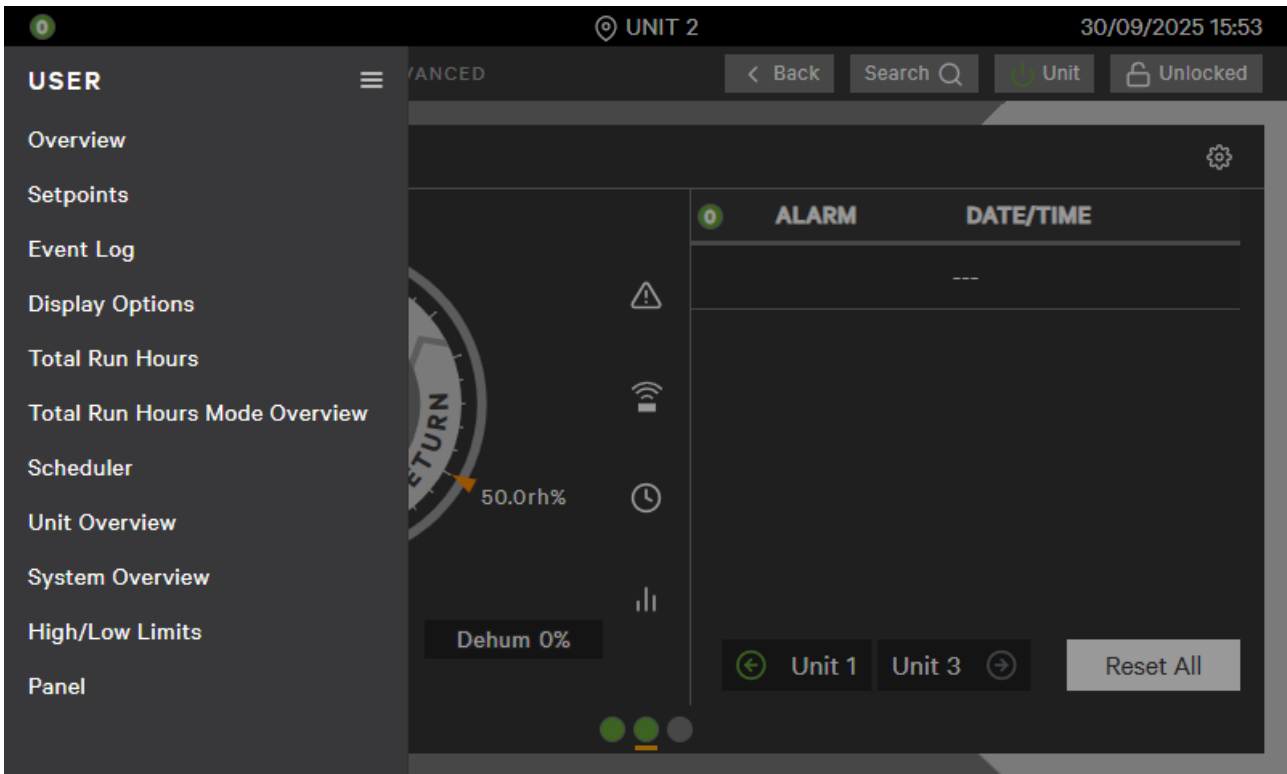 0 UNIT 2 30/09/2025 15:53
USER
VANCED < Back Search Unit Unlocked
Overview
Setpoints
Event Log
Display Options
Total Run Hours
Total Run Hours Mode Overview
Scheduler
Unit Overview
System Overview
High/Low Limits
Panel
0 ALARM DATE/TIME
---
50.0rh%
Dehum 0%
Unit 1 Unit 3 Reset All